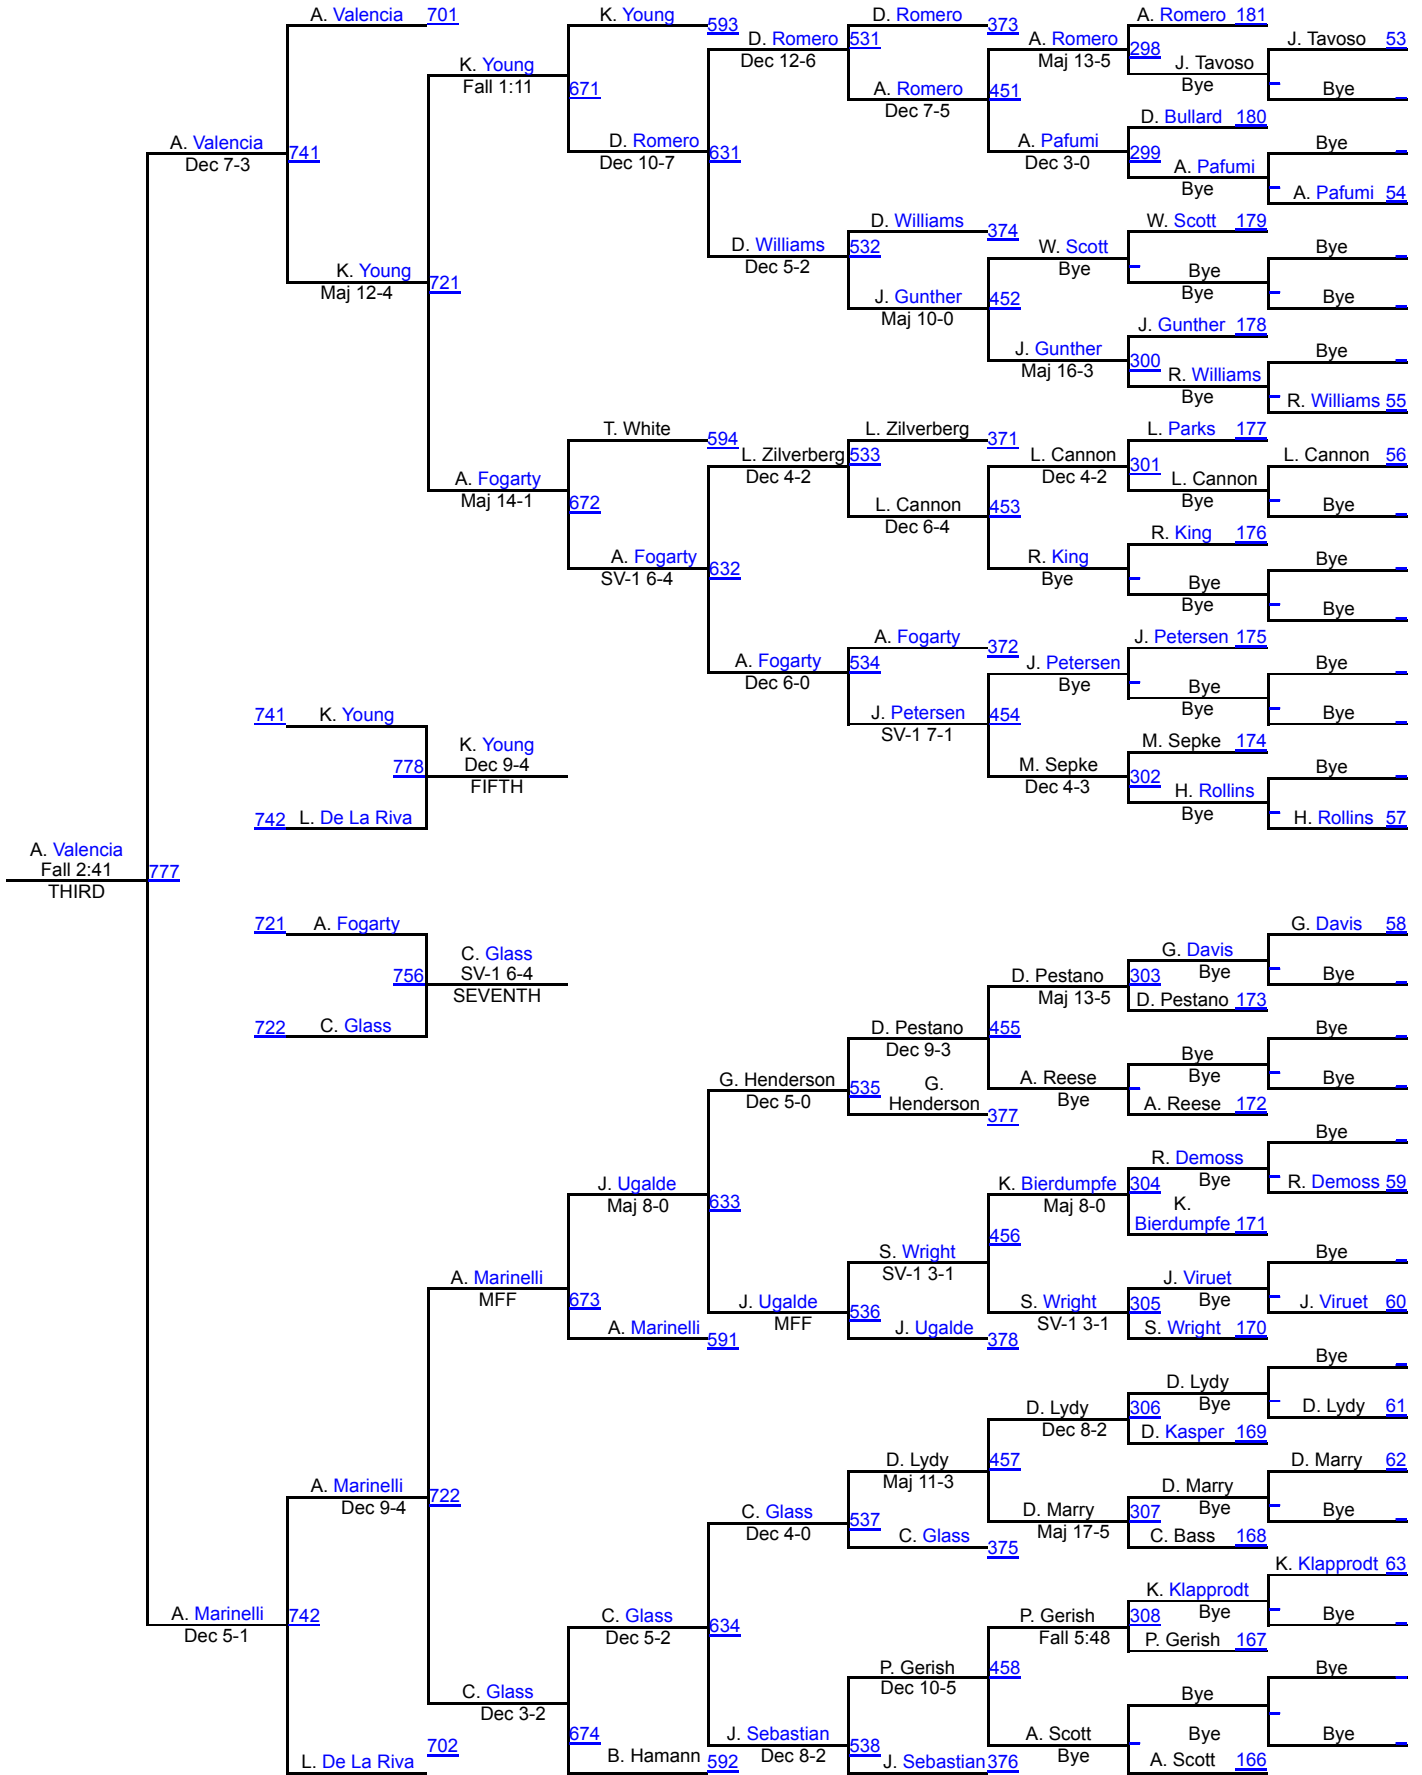 A. Valencia 701
K. Young 593
D. Romero 373
A. Romero 181
D. Romero 531
Dec 12-6
A. Romero 298
Maj 13-5
J. Tavoso 53
K. Young
Fall 1:11
671
J. Tavoso
Bye
A. Romero 451
Dec 7-5
Bye
D. Bullard 180
A. Valencia 741
Dec 7-3
D. Romero 631
Dec 10-7
A. Pafumi 299
Dec 3-0
Bye
A. Pafumi
Bye
A. Pafumi 54
D. Williams 374
W. Scott 179
D. Williams 532
Dec 5-2
W. Scott
Bye
Bye
K. Young 721
Maj 12-4
Bye
Bye
J. Gunther 452
Maj 10-0
Bye
J. Gunther 178
J. Gunther 300
Maj 16-3
Bye
R. Williams
Bye
R. Williams 55
T. White 594
L. Zilverberg 371
L. Parks 177
L. Zilverberg 533
Dec 4-2
L. Cannon 301
Dec 4-2
L. Cannon 56
A. Fogarty 672
Maj 14-1
L. Cannon
Bye
L. Cannon 453
Dec 6-4
Bye
R. King 176
A. Fogarty 632
SV-1 6-4
R. King
Bye
Bye
Bye
Bye
Bye
A. Fogarty 372
J. Petersen 175
A. Fogarty 534
Dec 6-0
J. Petersen
Bye
Bye
Bye
Bye
741 K. Young
J. Petersen 454
SV-1 7-1
Bye
K. Young
778 Dec 9-4
FIFTH
M. Sepke 174
M. Sepke 302
Dec 4-3
Bye
H. Rollins
Bye
742 L. De La Riva
H. Rollins 57
A. Valencia
Fall 2:41 777
THIRD
721 A. Fogarty
G. Davis 58
C. Glass
756 SV-1 6-4
SEVENTH
G. Davis
Bye
D. Pestano 303
Maj 13-5
Bye
D. Pestano 173
722 C. Glass
D. Pestano 455
Dec 9-3
Bye
Bye
Bye
G. Henderson 535
Dec 5-0
G.
Henderson 377
A. Reese
Bye
Bye
A. Reese 172
Bye
R. Demoss
Bye
J. Ugalde 633
Maj 8-0
K. Bierdumpfe 304
Maj 8-0
R. Demoss 59
K.
Bierdumpfe 171
456
S. Wright
SV-1 3-1
Bye
A. Marinelli 673
MFF
J. Viruet
Bye
J. Ugalde 536
MFF
S. Wright 305
SV-1 3-1
J. Viruet 60
A. Marinelli 591
J. Ugalde 378
S. Wright 170
Bye
D. Lydy
Bye
D. Lydy 306
Dec 8-2
D. Lydy 61
D. Kasper 169
D. Lydy 457
Maj 11-3
D. Marry 62
A. Marinelli 722
Dec 9-4
D. Marry
Bye
C. Glass 537
Dec 4-0
D. Marry 307
Maj 17-5
Bye
C. Glass 375
C. Bass 168
K. Klapprodt 63
K. Klapprodt
Bye
A. Marinelli 742
Dec 5-1
C. Glass 634
Dec 5-2
P. Gerish 308
Fall 5:48
Bye
P. Gerish 167
P. Gerish 458
Dec 10-5
Bye
C. Glass 674
Dec 3-2
Bye
Bye
J. Sebastian 538
Dec 8-2
A. Scott
Bye
Bye
L. De La Riva 702
B. Hamann 592
J. Sebastian 376
A. Scott 166